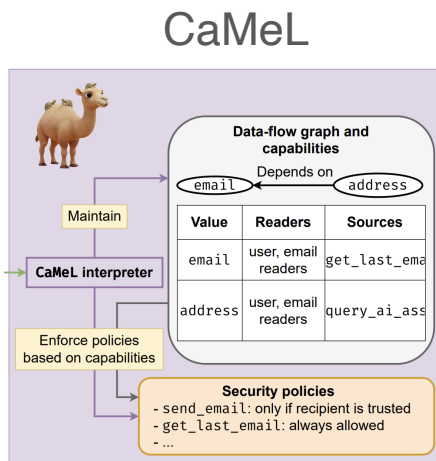 CaMeL
Data-flow graph and
capabilities
Depends on
email
address
Maintain
Value
Readers
Sources
CaMeL interpreter
email
user, email
readers
get_last_ema
address
user, email
readers
query_ai_ass
Enforce policies
based on capabilities
Security policies
- send_email: only if recipient is trusted
- get_last_email: always allowed
- ...